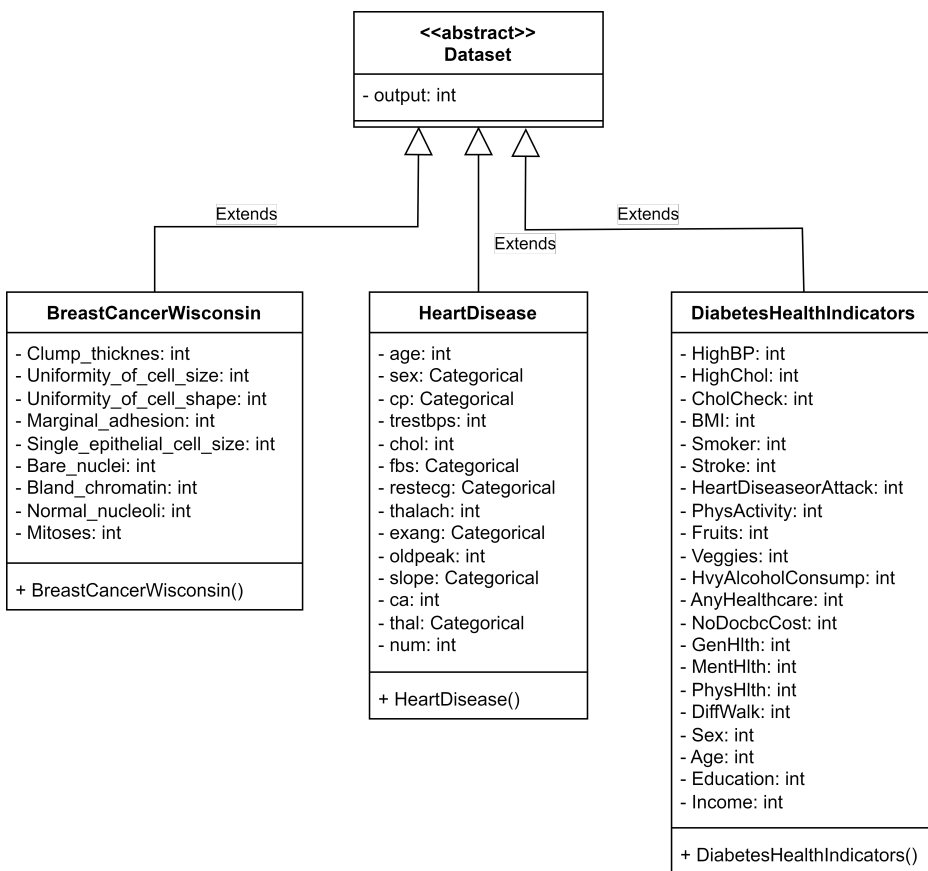 <<abstract>>
Dataset
- output: int
Extends
Extends
Extends
BreastCancerWisconsin
- Clump_thicknes: int
- Uniformity_of_cell_size: int
- Uniformity_of_cell_shape: int
- Marginal_adhesion: int
- Single_epithelial_cell_size: int
- Bare_nuclei: int
- Bland_chromatin: int
- Normal_nucleoli: int
- Mitoses: int
+ BreastCancerWisconsin()
HeartDisease
- age: int
- sex: Categorical
- cp: Categorical
- trestbps: int
- chol: int
- fbs: Categorical
- restecg: Categorical
- thalach: int
- exang: Categorical
- oldpeak: int
- slope: Categorical
- ca: int
- thal: Categorical
- num: int
+ HeartDisease()
DiabetesHealthIndicators
- HighBP: int
- HighChol: int
- CholCheck: int
- BMI: int
- Smoker: int
- Stroke: int
- HeartDiseaseorAttack: int
- PhysActivity: int
- Fruits: int
- Veggies: int
- HvyAlcoholConsump: int
- AnyHealthcare: int
- NoDocbcCost: int
- GenHlth: int
- MentHlth: int
- PhysHlth: int
- DiffWalk: int
- Sex: int
- Age: int
- Education: int
- Income: int
+ DiabetesHealthIndicators()